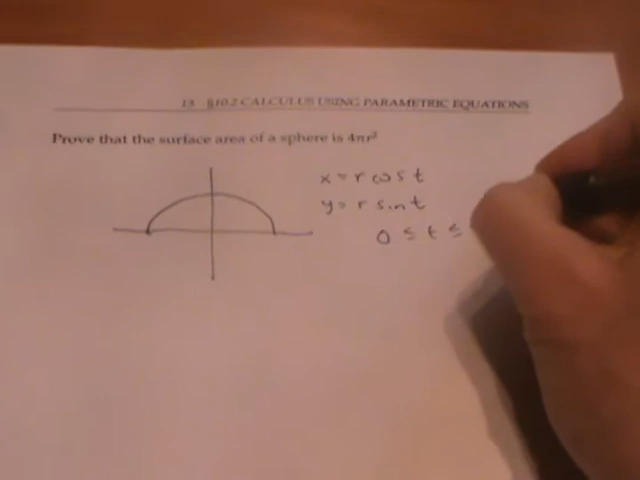 13 §10.2 CALCULUS USING PARAMETRIC EQUATIONS
Prove that the surface area of a sphere is 4πr²
x = r cos t
y = r sin t
0 ≤ t ≤